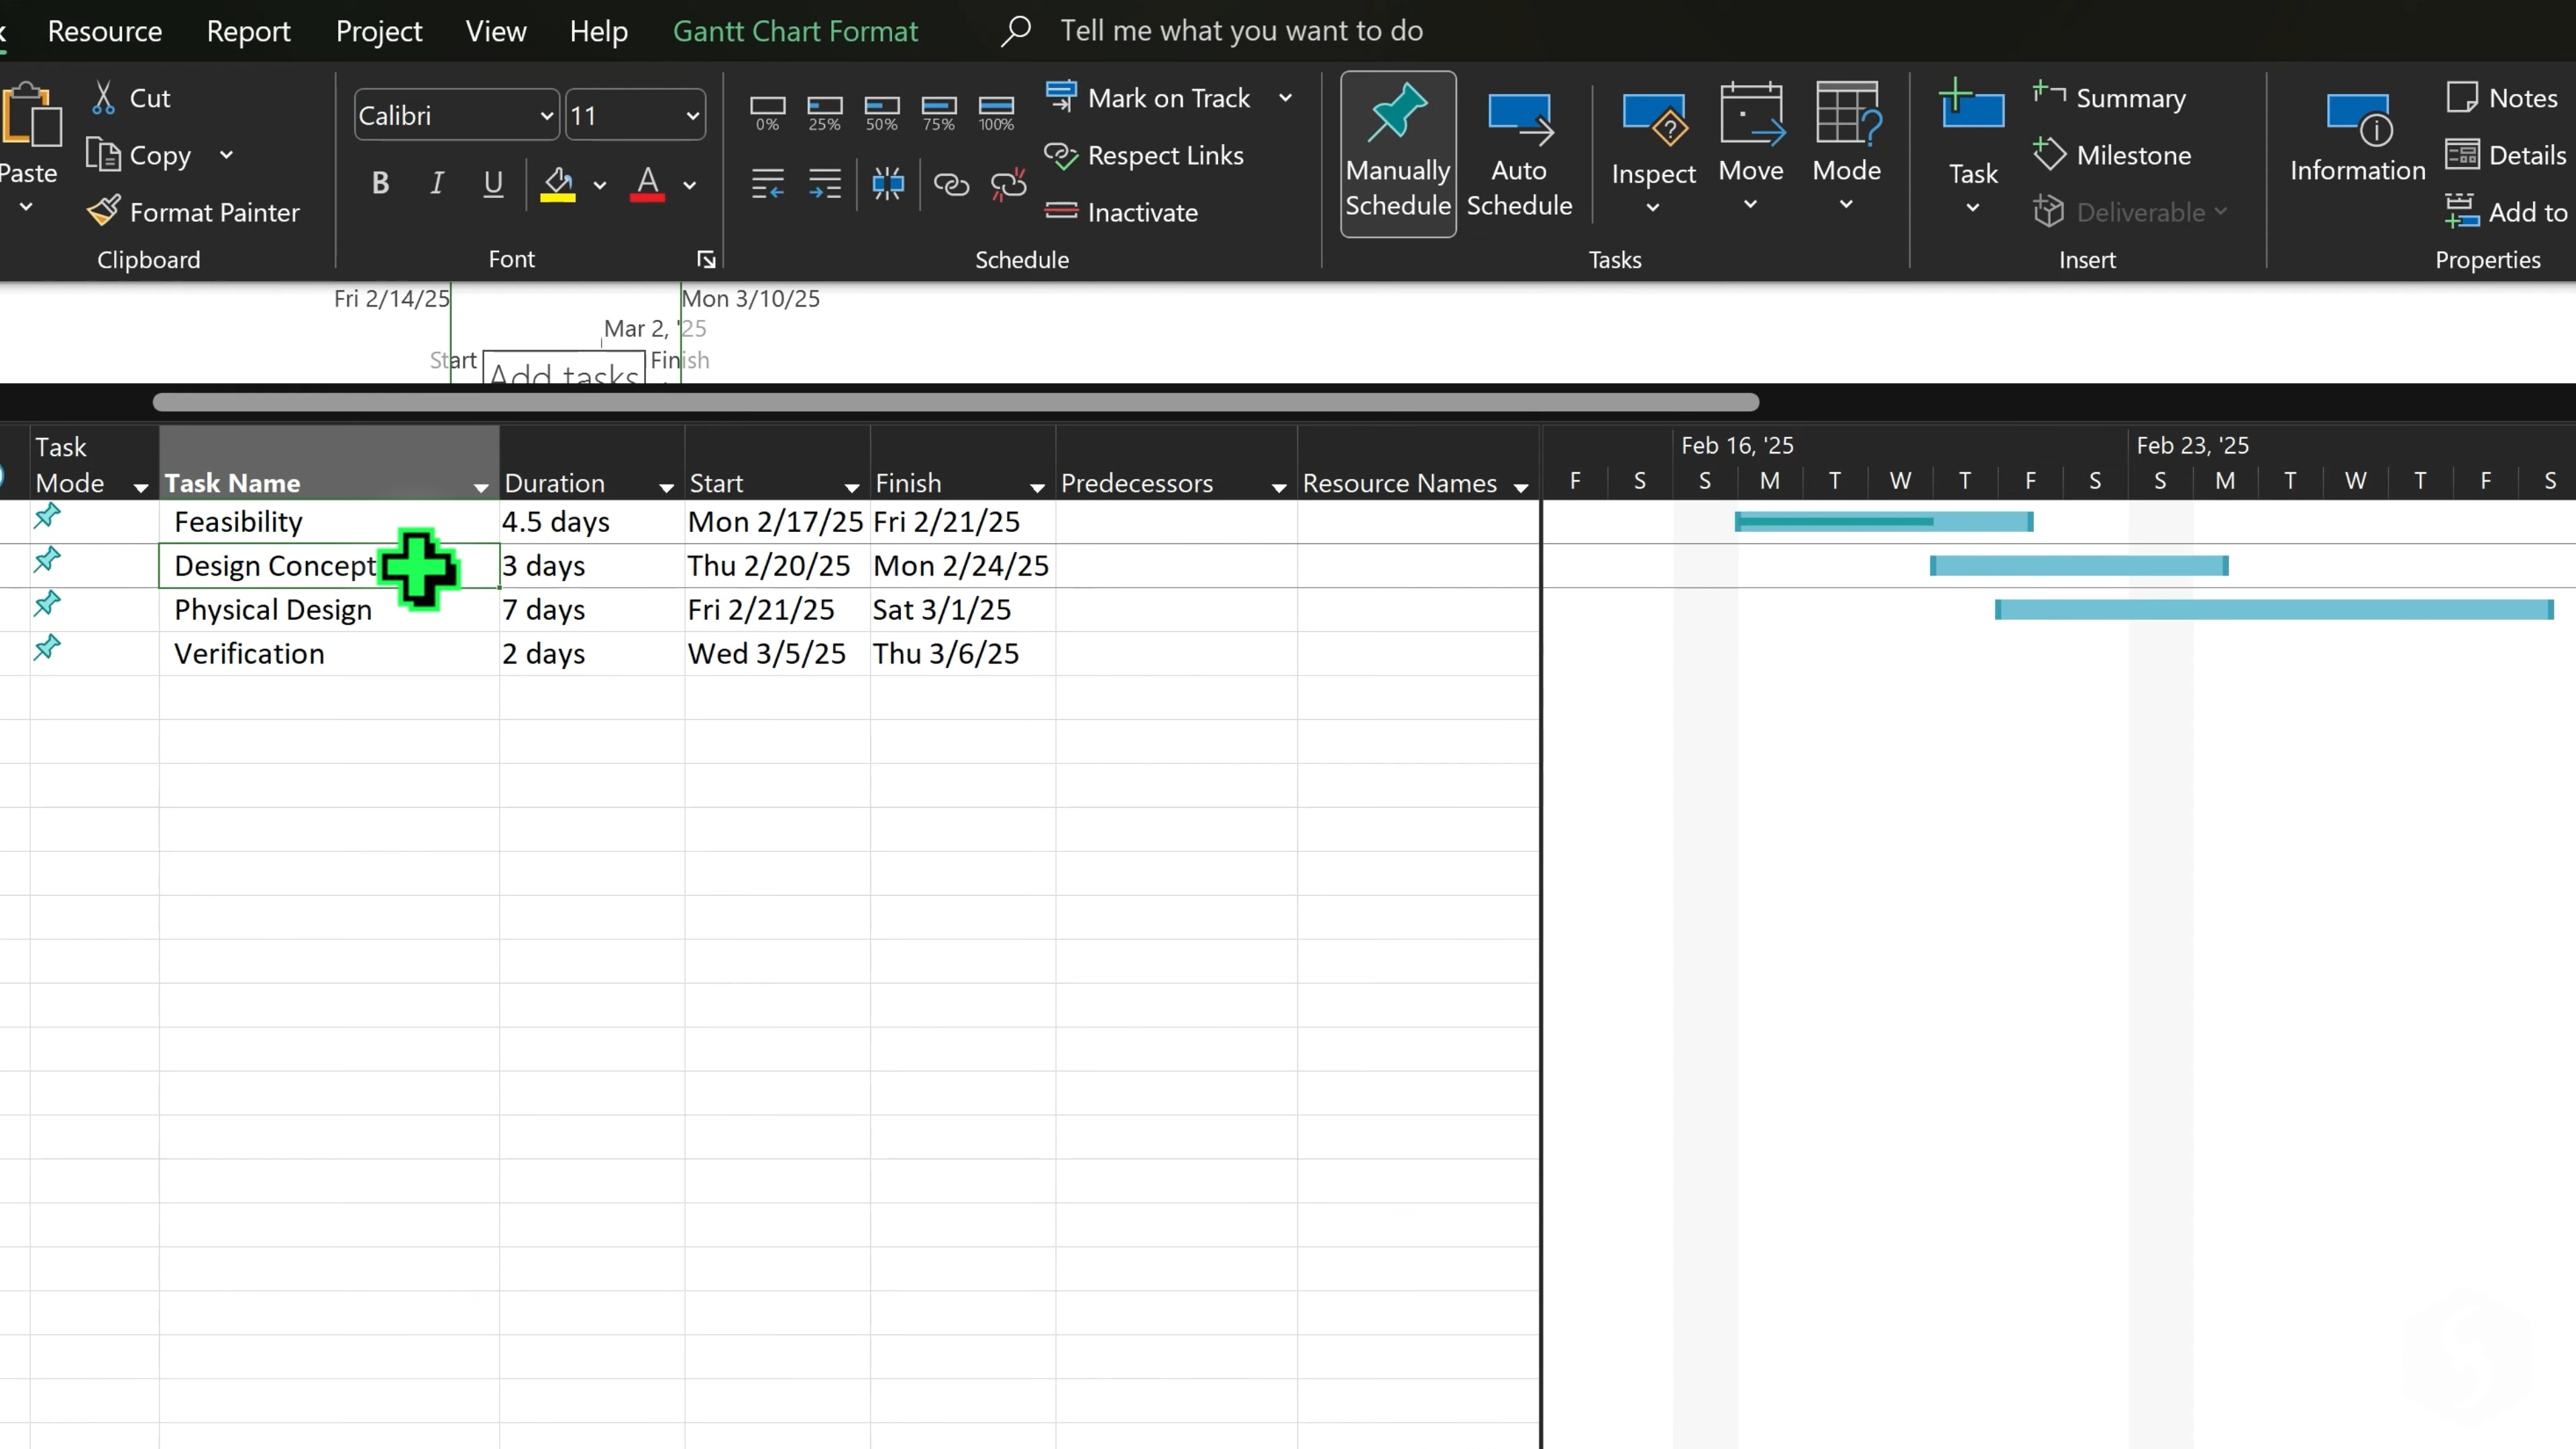 Resource Report Project View Help Gantt Chart Format Tell me what you want to do
Cut
Copy
Format Painter
Paste
Clipboard
Calibri 11
B I U A
Font
0% 25% 50% 75% 100%
Mark on Track
Respect Links
Inactivate
Schedule
Manually Schedule
Auto Schedule
Inspect
Move
Mode
Tasks
Task
Summary
Milestone
Deliverable
Insert
Information
Notes
Details
Add to
Properties
Fri 2/14/25 Mon 3/10/25
Mar 2, '25
Start Add tasks Finish
Task Mode Task Name Duration Start Finish Predecessors Resource Names
Feb 16, '25 Feb 23, '25
F S S M T W T F S S M T W T F S
Feasibility 4.5 days Mon 2/17/25 Fri 2/21/25
Design Concept 3 days Thu 2/20/25 Mon 2/24/25
Physical Design 7 days Fri 2/21/25 Sat 3/1/25
Verification 2 days Wed 3/5/25 Thu 3/6/25